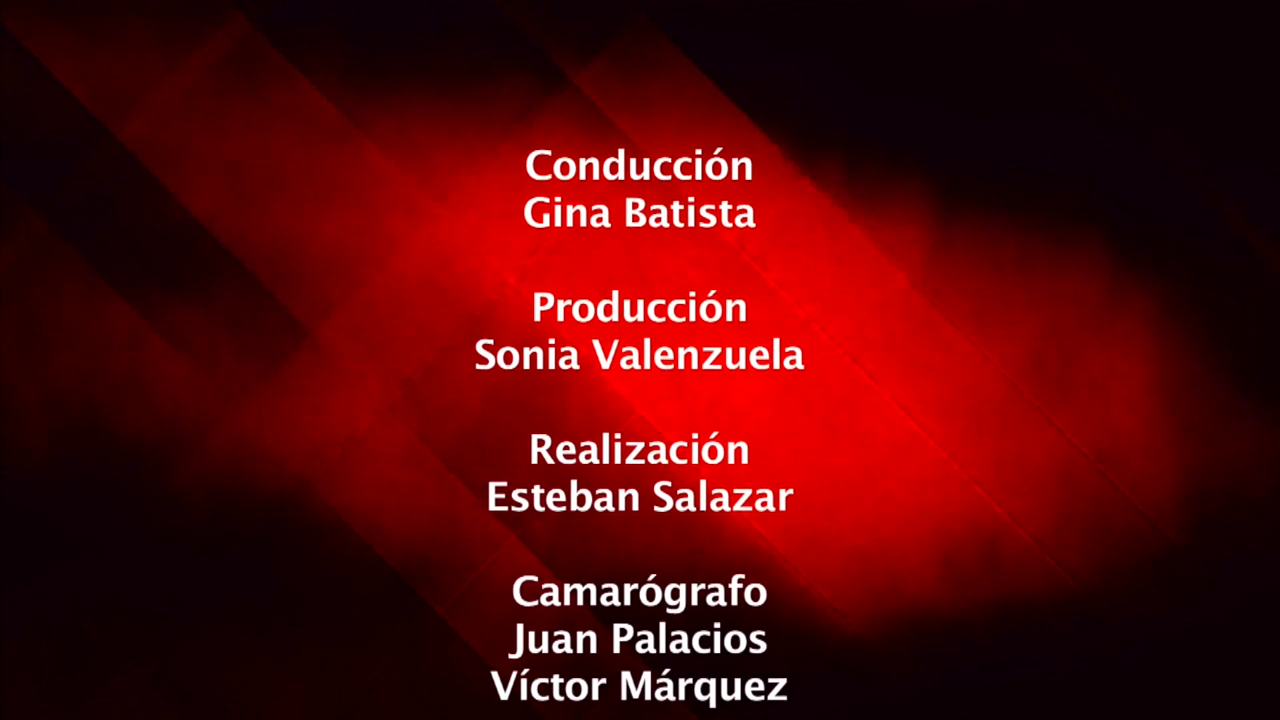 Conducción
Gina Batista
Producción
Sonia Valenzuela
Realización
Esteban Salazar
Camarógrafo
Juan Palacios
Víctor Márquez